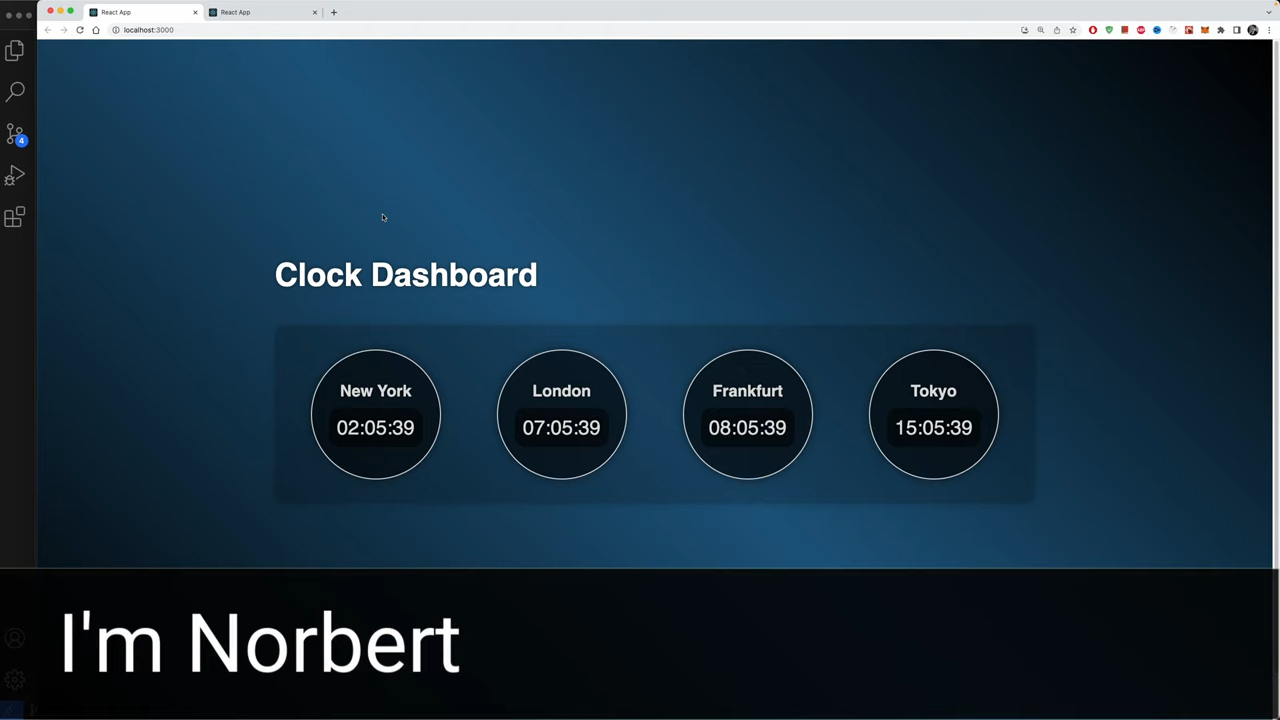 React App
React App
localhost:3000
4
Clock Dashboard
New York
02:05:39
London
07:05:39
Frankfurt
08:05:39
Tokyo
15:05:39
I'm Norbert